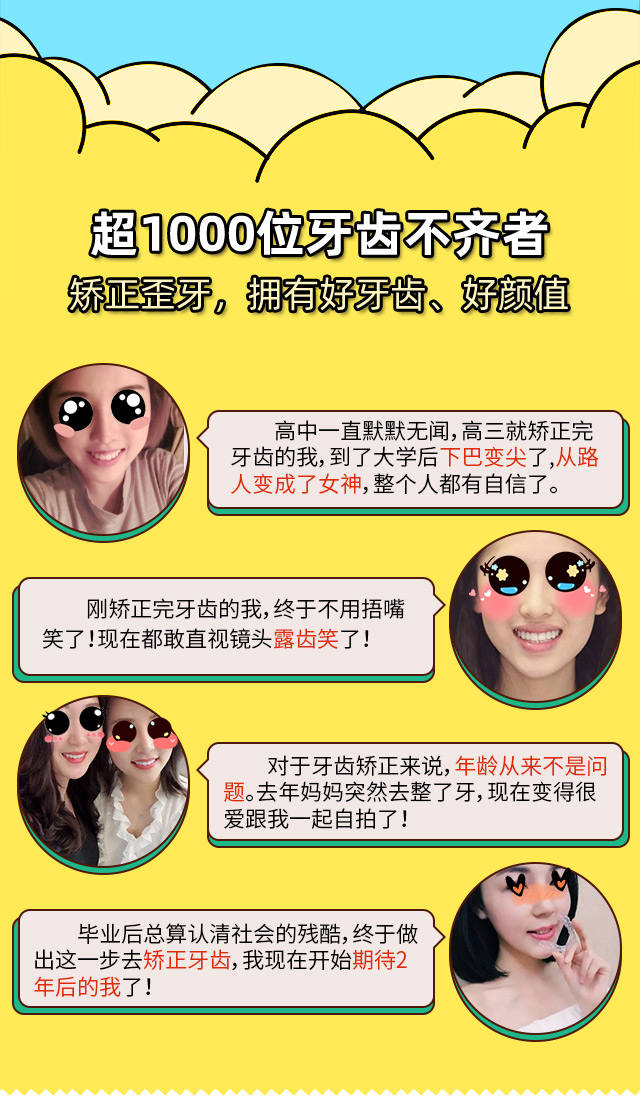 超1000位牙齿不齐者
矫正歪牙，拥有好牙齿、好颜值
高中一直默默无闻，高三就矫正完
牙齿的我，到了大学后下巴变尖了,从路
人变成了女神，整个人都有自信了。
刚矫正完牙齿的我，终于不用捂嘴
笑了！现在都敢直视镜头露齿笑了！
对于牙齿矫正来说，年龄从来不是问
题。去年妈妈突然去整了牙，现在变得很
爱跟我一起自拍了！
毕业后总算认清社会的残酷，终于做
出这一步去矫正牙齿，我现在开始期待2
年后的我了！